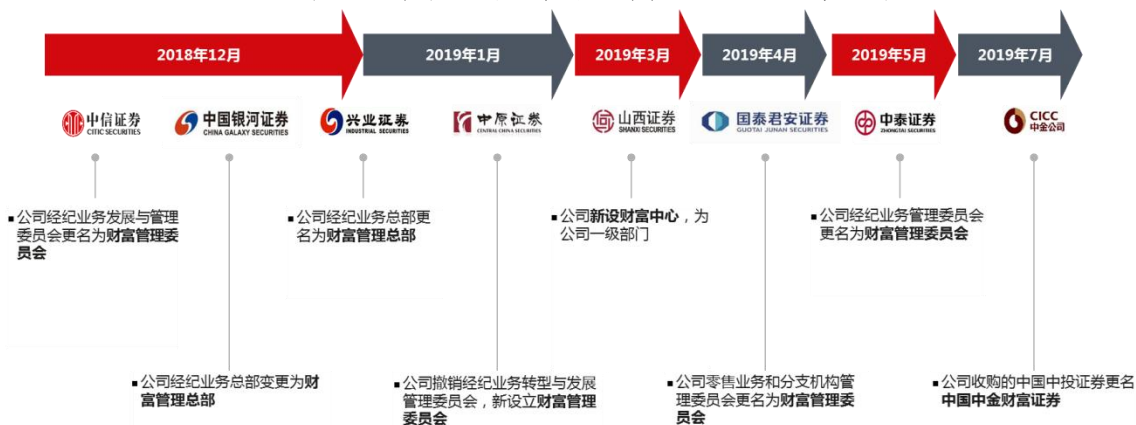 2018年12月
2019年1月
2019年3月
2019年4月
2019年5月
2019年7月
中信证券
CITIC SECURITIES
中国银河证券
CHINA GALAXY SECURITIES
兴业证券
INDUSTRIAL SECURITIES
中原证券
CENTRAL CHINA SECURITIES
山西证券
SHANXI SECURITIES
国泰君安证券
GUOTAI JUNAN SECURITIES
中泰证券
ZHONGTAI SECURITIES
CICC
中金公司
▪公司经纪业务发展与管理
委员会更名为财富管理委
员会
▪公司经纪业务总部更
名为财富管理总部
▪公司新设财富中心，为
公司一级部门
▪公司经纪业务管理委员会
更名为财富管理委员会
▪公司经纪业务总部变更为财
富管理总部
▪公司撤销经纪业务转型与发展
管理委员会，新设立财富管理
委员会
▪公司零售业务和分支机构管
理委员会更名为财富管理委
员会
▪公司收购的中国中投证券更名
中国中金财富证券